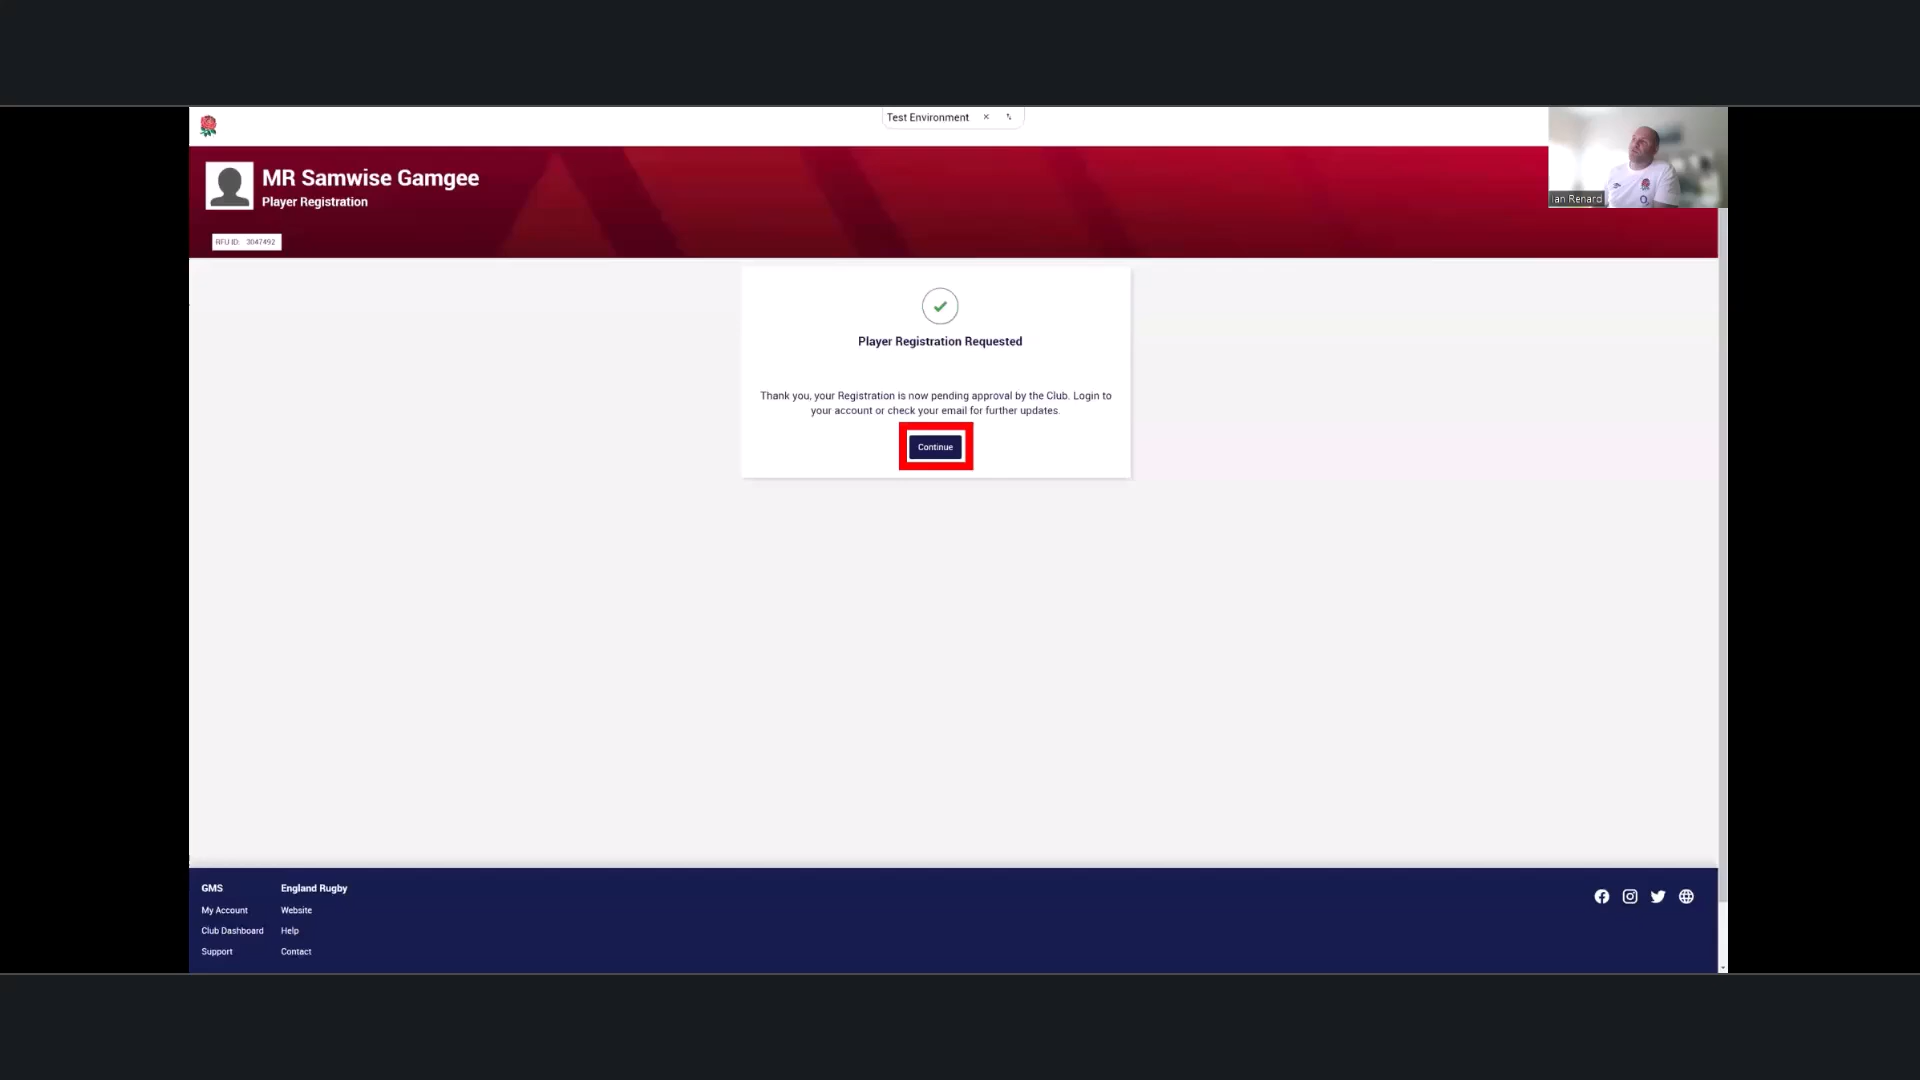 Test Environment
MR Samwise Gamgee
Player Registration
Ian Renard
RFU ID: 3047492
Player Registration Requested
Thank you, your Registration is now pending approval by the Club. Login to
your account or check your email for further updates.
Continue
GMS
England Rugby
My Account
Website
Club Dashboard
Help
Support
Contact